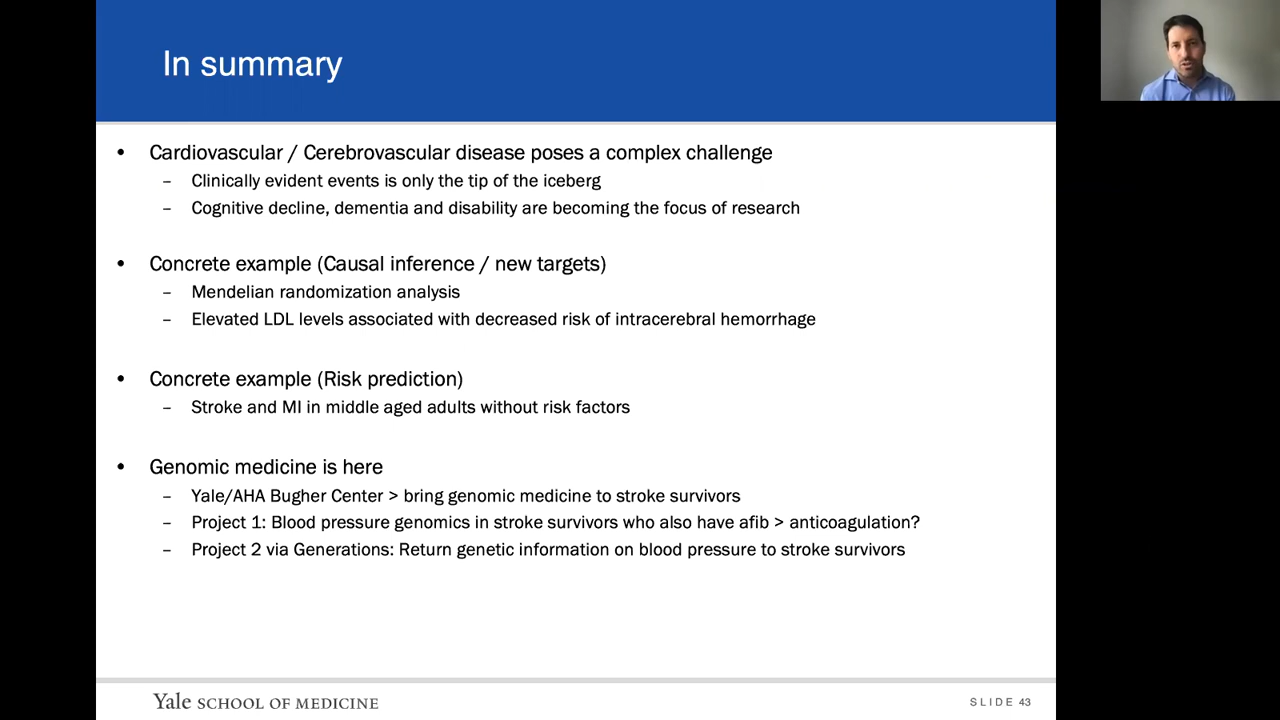 In summary
• Cardiovascular / Cerebrovascular disease poses a complex challenge
– Clinically evident events is only the tip of the iceberg
– Cognitive decline, dementia and disability are becoming the focus of research
• Concrete example (Causal inference / new targets)
– Mendelian randomization analysis
– Elevated LDL levels associated with decreased risk of intracerebral hemorrhage
• Concrete example (Risk prediction)
– Stroke and MI in middle aged adults without risk factors
• Genomic medicine is here
– Yale/AHA Bugher Center > bring genomic medicine to stroke survivors
– Project 1: Blood pressure genomics in stroke survivors who also have afib > anticoagulation?
– Project 2 via Generations: Return genetic information on blood pressure to stroke survivors
Yale SCHOOL OF MEDICINE
SLIDE 43